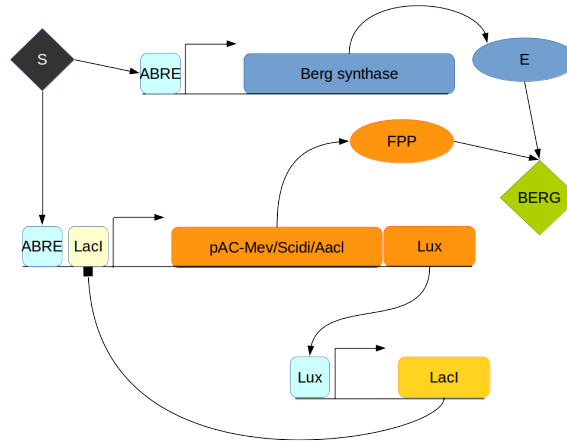 S
ABRE
Berg synthase
E
FPP
BERG
ABRE
LacI
pAC-Mev/Scidi/AacI
Lux
Lux
LacI